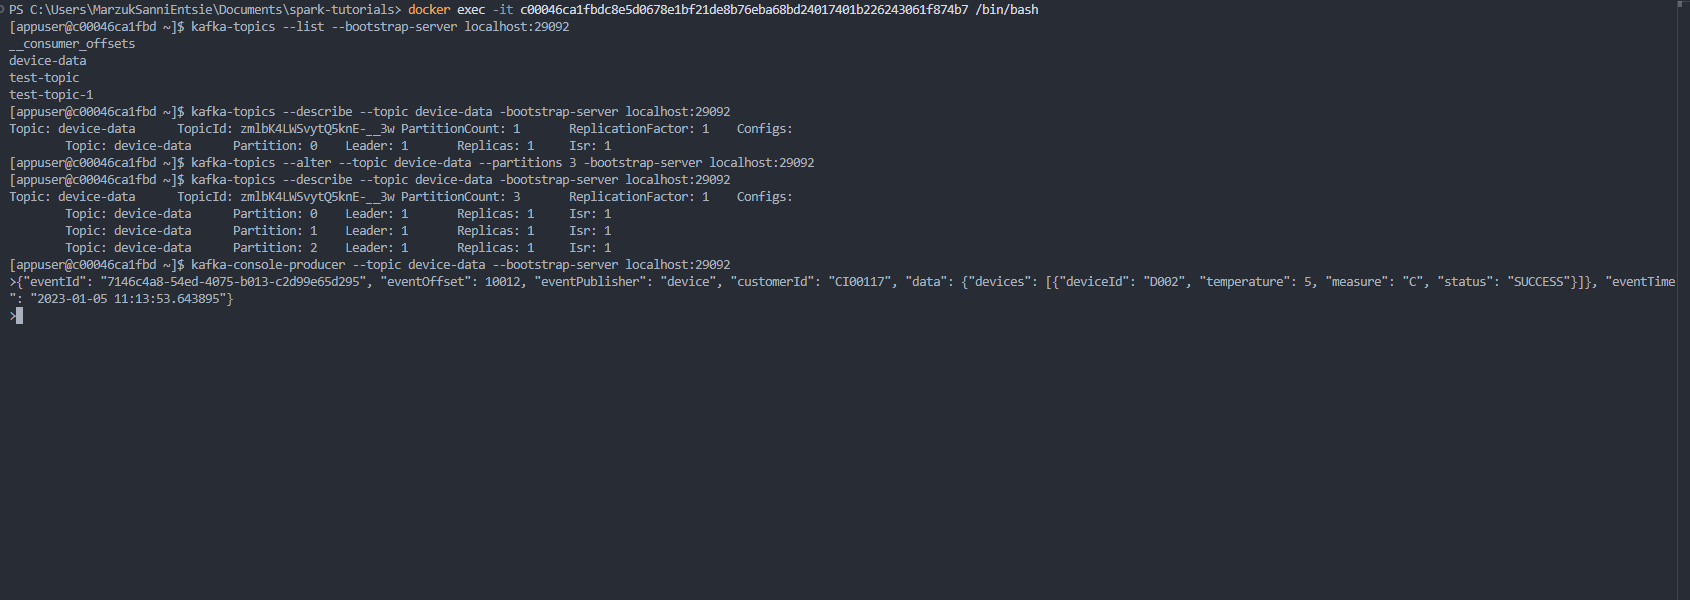 PS C:\Users\MarzukSanniEntsie\Documents\spark-tutorials> docker exec -it c00046ca1fbdc8e5d0678e1bf21de8b76eba68bd24017401b226243061f874b7 /bin/bash
[appuser@c00046ca1fbd ~]$ kafka-topics --list --bootstrap-server localhost:29092
__consumer_offsets
device-data
test-topic
test-topic-1
[appuser@c00046ca1fbd ~]$ kafka-topics --describe --topic device-data -bootstrap-server localhost:29092
Topic: device-data      TopicId: zmlbK4LWSvytQ5knE-__3w PartitionCount: 1       ReplicationFactor: 1    Configs:
        Topic: device-data      Partition: 0    Leader: 1       Replicas: 1     Isr: 1
[appuser@c00046ca1fbd ~]$ kafka-topics --alter --topic device-data --partitions 3 -bootstrap-server localhost:29092
[appuser@c00046ca1fbd ~]$ kafka-topics --describe --topic device-data -bootstrap-server localhost:29092
Topic: device-data      TopicId: zmlbK4LWSvytQ5knE-__3w PartitionCount: 3       ReplicationFactor: 1    Configs:
        Topic: device-data      Partition: 0    Leader: 1       Replicas: 1     Isr: 1
        Topic: device-data      Partition: 1    Leader: 1       Replicas: 1     Isr: 1
        Topic: device-data      Partition: 2    Leader: 1       Replicas: 1     Isr: 1
[appuser@c00046ca1fbd ~]$ kafka-console-producer --topic device-data --bootstrap-server localhost:29092
>{"eventId": "7146c4a8-54ed-4075-b013-c2d99e65d295", "eventOffset": 10012, "eventPublisher": "device", "customerId": "CI00117", "data": {"devices": [{"deviceId": "D002", "temperature": 5, "measure": "C", "status": "SUCCESS"}]}, "eventTime
": "2023-01-05 11:13:53.643895"}
>